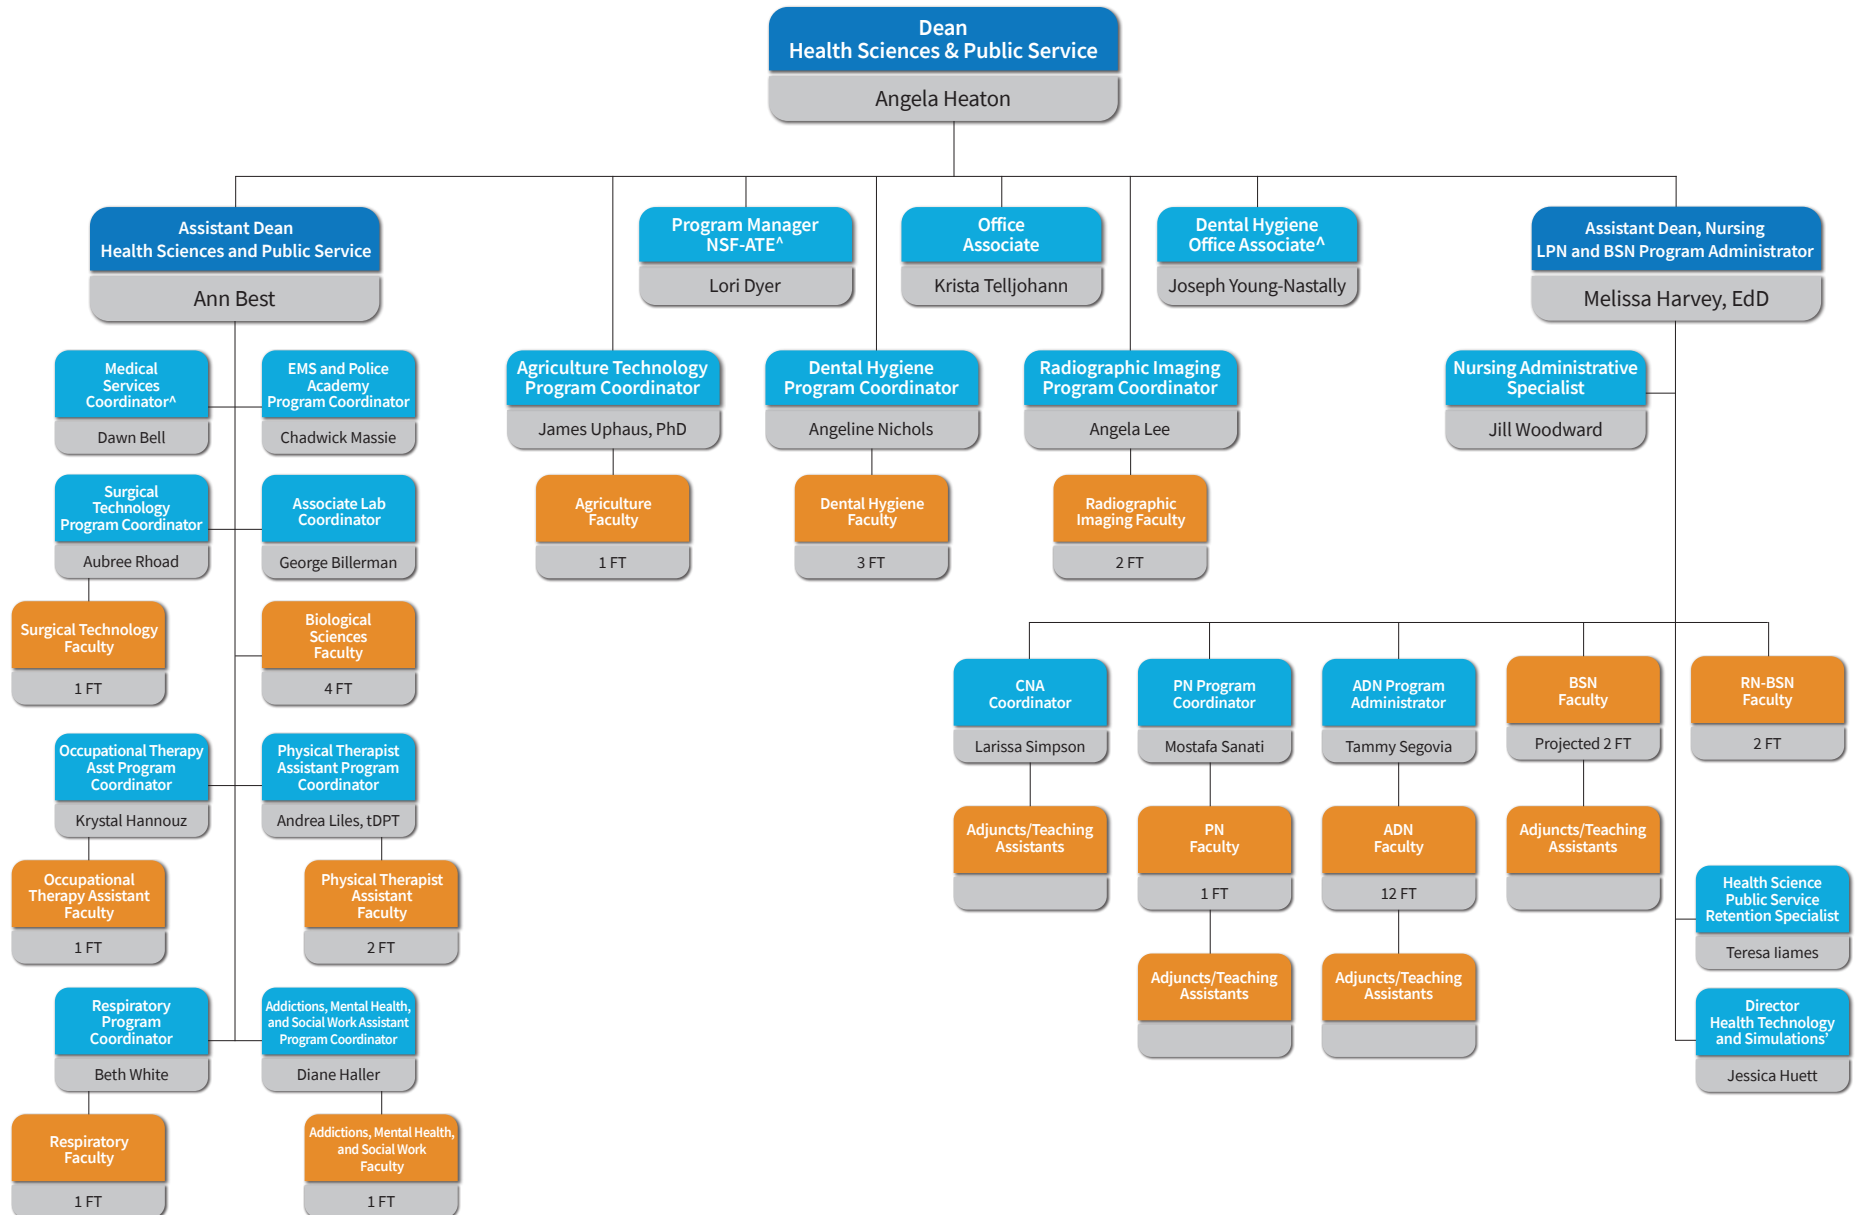 Dean
Health Sciences & Public Service
Angela Heaton
Assistant Dean
Health Sciences and Public Service
Ann Best
Program Manager
NSF-ATE^
Lori Dyer
Office
Associate
Krista Telljohann
Dental Hygiene
Office Associate^
Joseph Young-Nastally
Assistant Dean, Nursing
LPN and BSN Program Administrator
Melissa Harvey, EdD
Medical
Services
Coordinator^
Dawn Bell
EMS and Police
Academy
Program Coordinator
Chadwick Massie
Agriculture Technology
Program Coordinator
James Uphaus, PhD
Dental Hygiene
Program Coordinator
Angeline Nichols
Radiographic Imaging
Program Coordinator
Angela Lee
Nursing Administrative
Specialist
Jill Woodward
Surgical
Technology
Program Coordinator
Aubree Rhoad
Associate Lab
Coordinator
George Billerman
Agriculture
Faculty
1 FT
Dental Hygiene
Faculty
3 FT
Radiographic
Imaging Faculty
2 FT
Surgical Technology
Faculty
1 FT
Biological
Sciences
Faculty
4 FT
CNA
Coordinator
Larissa Simpson
PN Program
Coordinator
Mostafa Sanati
ADN Program
Administrator
Tammy Segovia
BSN
Faculty
Projected 2 FT
RN-BSN
Faculty
2 FT
Occupational Therapy
Asst Program
Coordinator
Krystal Hannouz
Physical Therapist
Assistant Program
Coordinator
Andrea Liles, tDPT
Adjuncts/Teaching
Assistants
PN
Faculty
1 FT
ADN
Faculty
12 FT
Adjuncts/Teaching
Assistants
Occupational
Therapy Assistant
Faculty
1 FT
Physical Therapist
Assistant
Faculty
2 FT
Health Science
Public Service
Retention Specialist
Teresa Iiames
Adjuncts/Teaching
Assistants
Adjuncts/Teaching
Assistants
Respiratory
Program
Coordinator
Beth White
Addictions, Mental Health,
and Social Work Assistant
Program Coordinator
Diane Haller
Director
Health Technology
and Simulations'
Jessica Huett
Respiratory
Faculty
1 FT
Addictions, Mental Health,
and Social Work
Faculty
1 FT